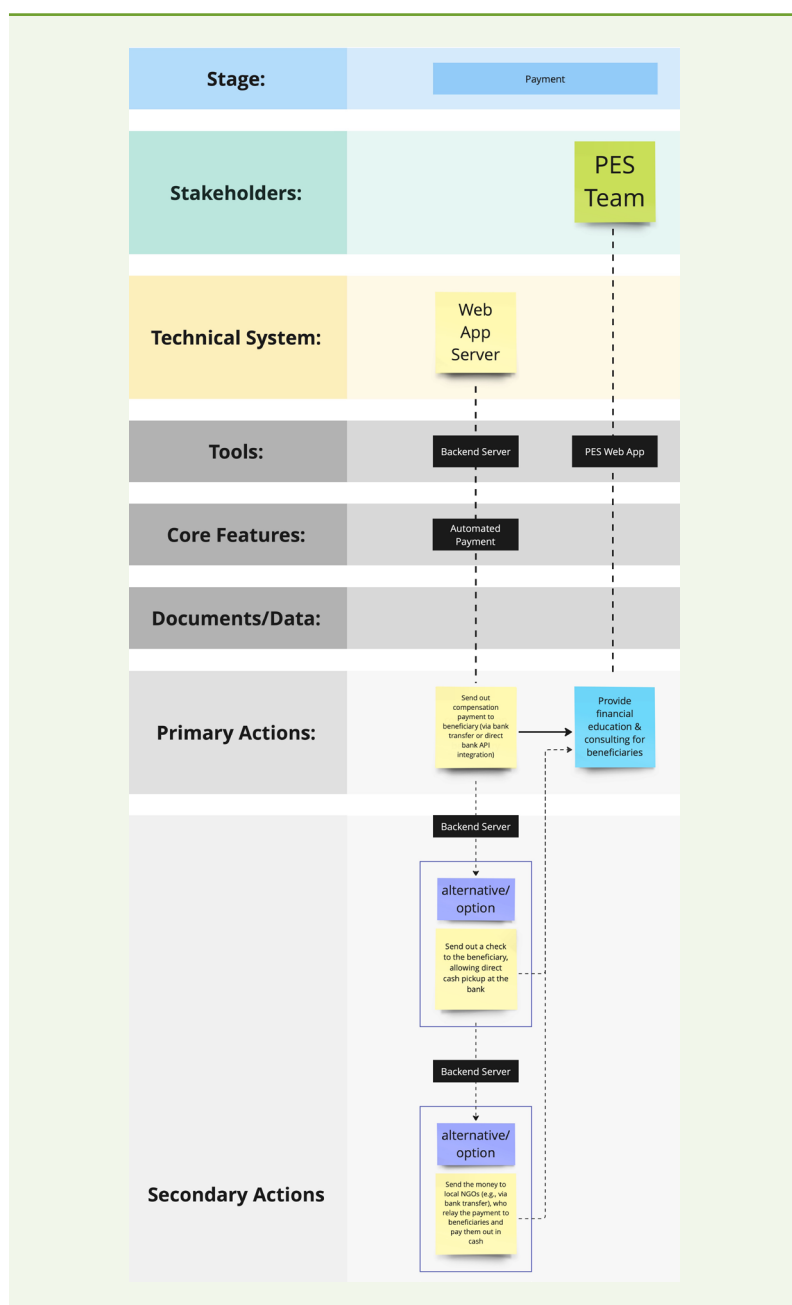 Stage:
Payment
Stakeholders:
PES
Team
Technical System:
Web
App
Server
Tools:
Backend Server
PES Web App
Core Features:
Automated
Payment
Documents/Data:
Primary Actions:
Send out
compensation
payment to
beneficiary (via bank
transfer or direct
bank API
integration)
Provide
financial
education &
consulting for
beneficiaries
Backend Server
alternative/
option
Send out a check
to the beneficiary,
allowing direct
cash pickup at the
bank
Backend Server
alternative/
option
Secondary Actions
Send the money to
local NGOs (e.g., via
bank transfer), who
relay the payment to
beneficiaries and
pay them out in
cash